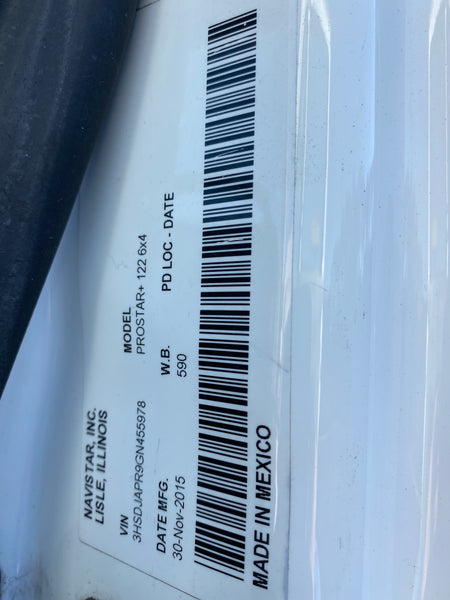 NAVISTAR, INC.
LISLE, ILLINOIS
VIN
3HSDJAPR9GN455978
MODEL
PROSTAR+ 122 6x4
DATE MFG.
30-Nov-2015
W.B.
590
PD LOC - DATE
MADE IN MEXICO